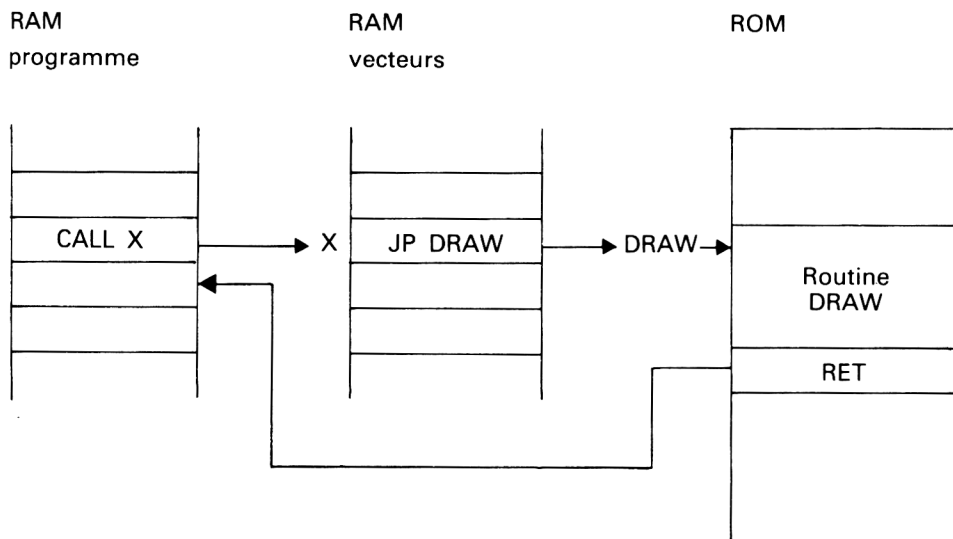 RAM
programme
RAM
vecteurs
ROM
CALL X
X
JP DRAW
DRAW
Routine
DRAW
RET